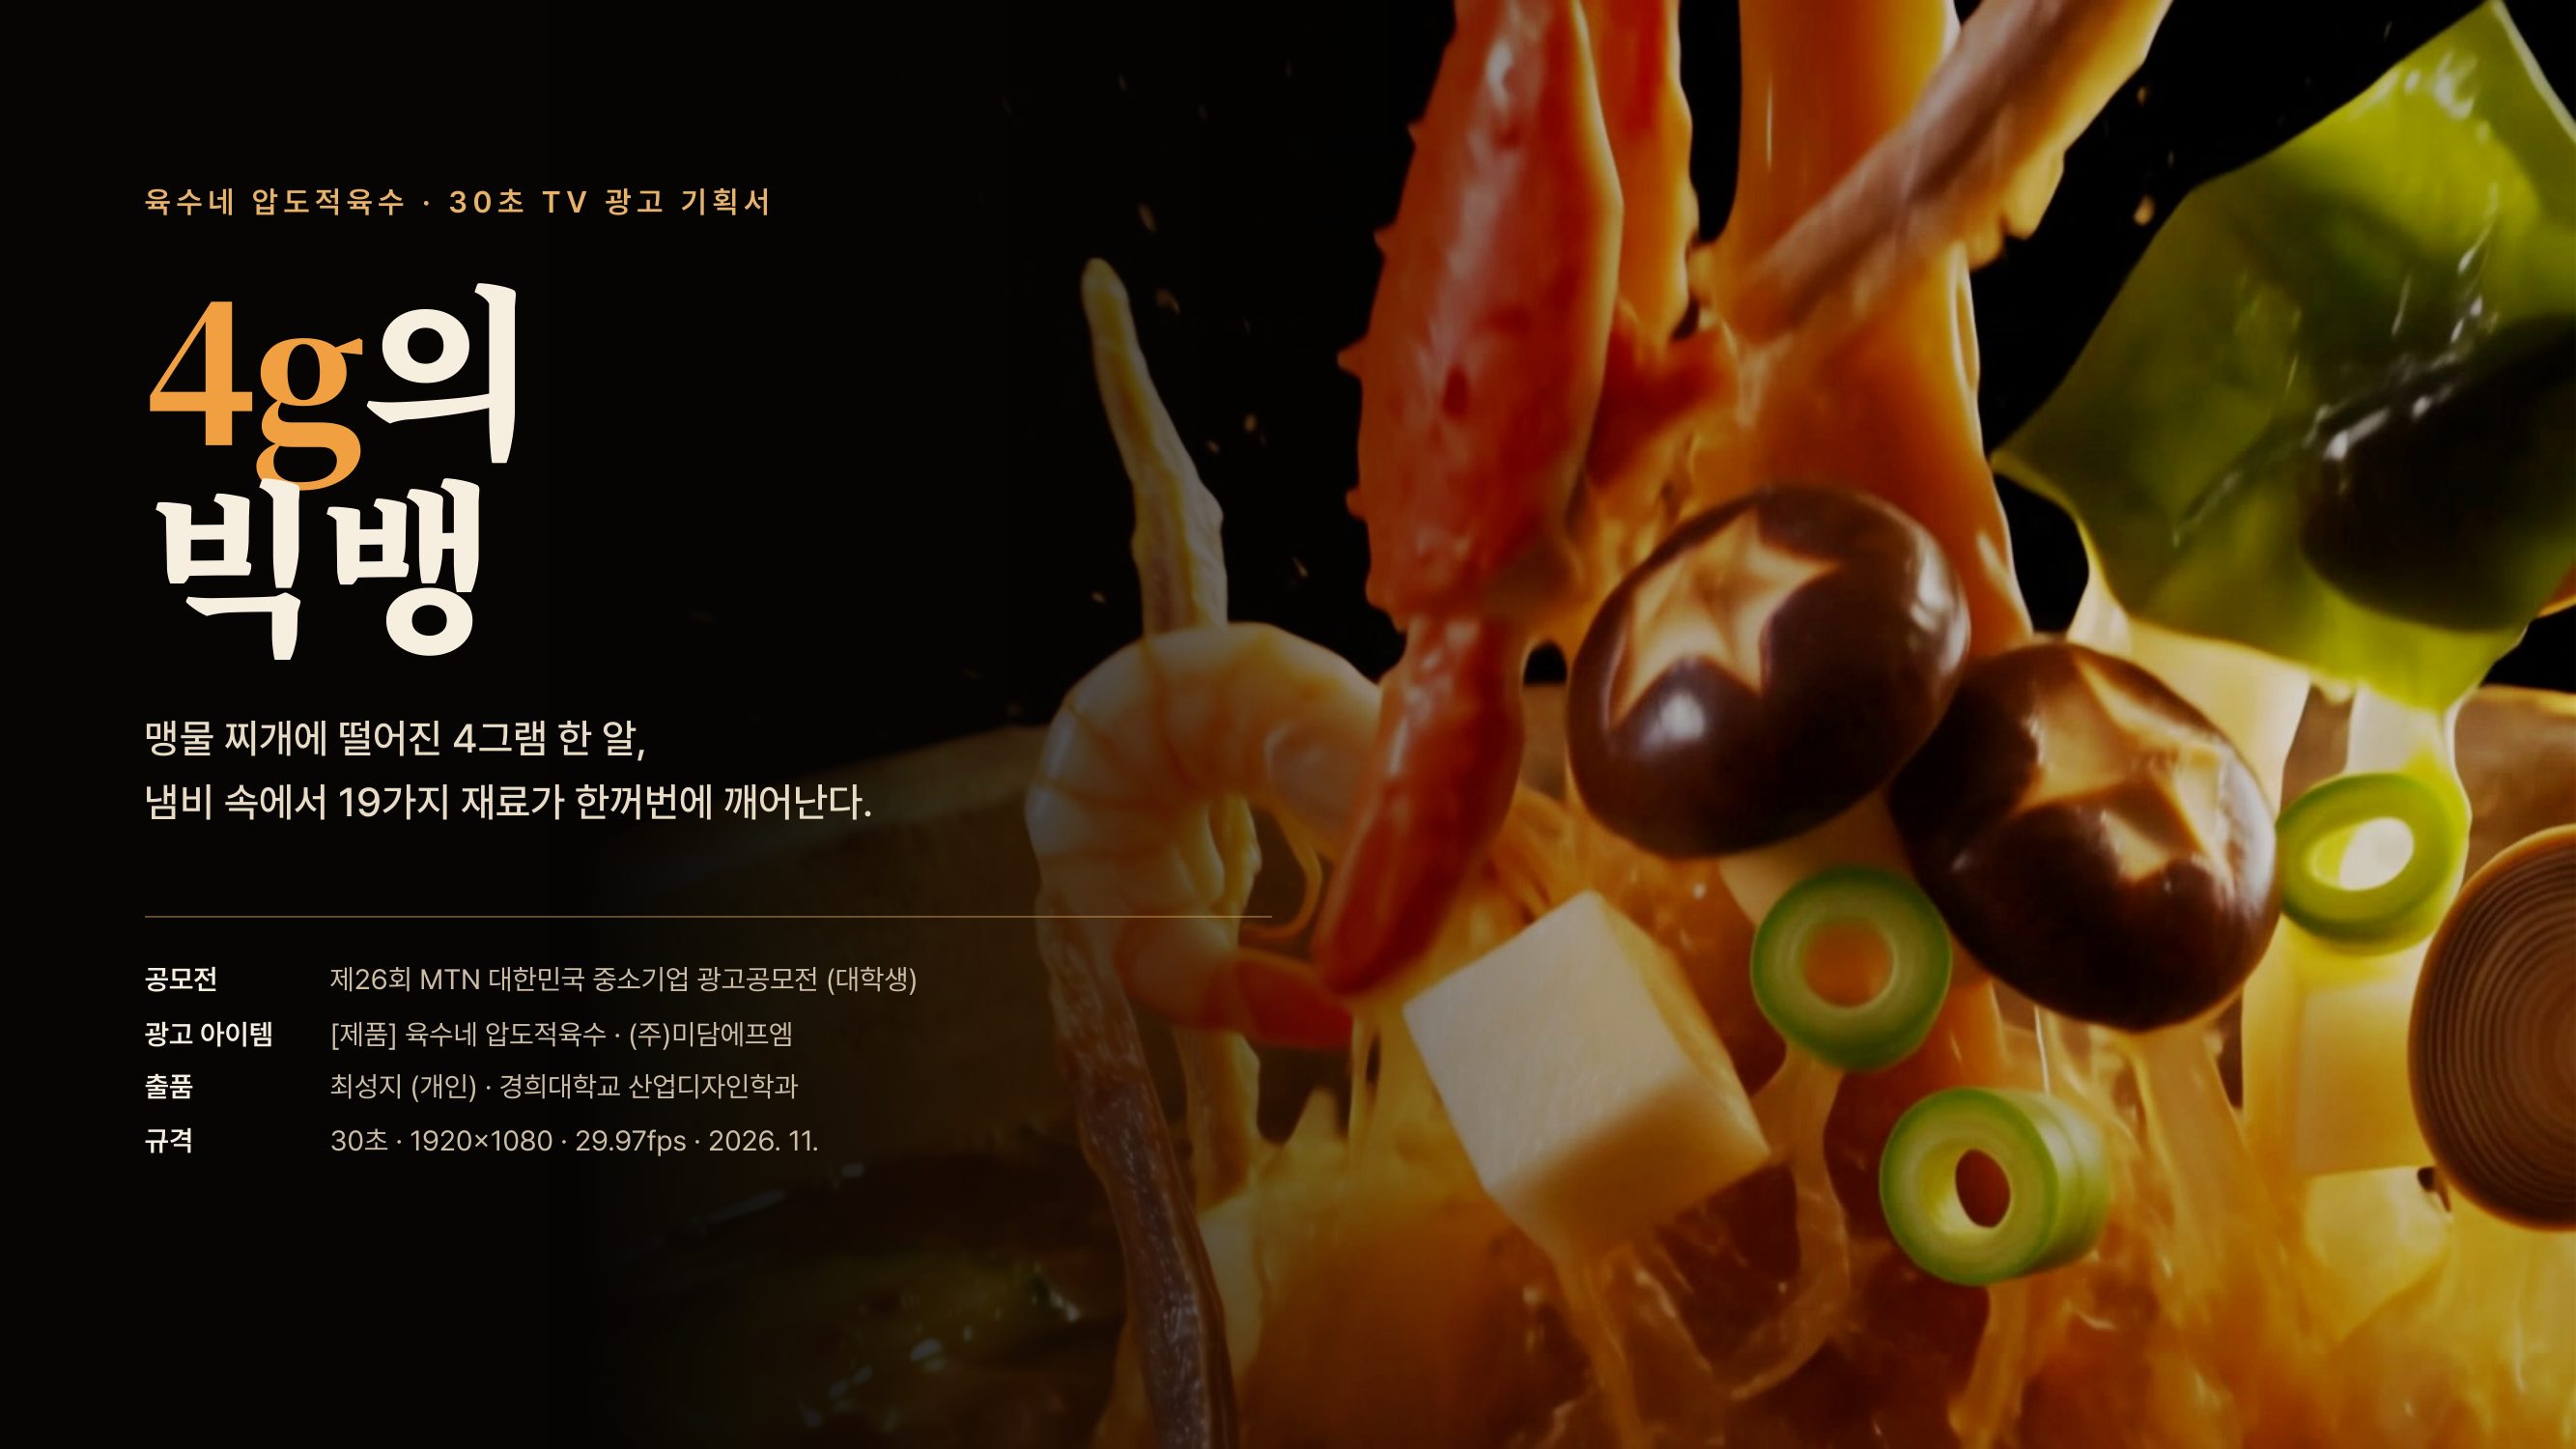 육수네 압도적육수 · 30초 TV 광고 기획서
4g의
빅뱅
맹물 찌개에 떨어진 4그램 한 알,
냄비 속에서 19가지 재료가 한꺼번에 깨어난다.
공모전 제26회 MTN 대한민국 중소기업 광고공모전 (대학생)
광고 아이템 [제품] 육수네 압도적육수 · (주)미담에프엠
출품 최성지 (개인) · 경희대학교 산업디자인학과
규격 30초 · 1920×1080 · 29.97fps · 2026. 11.